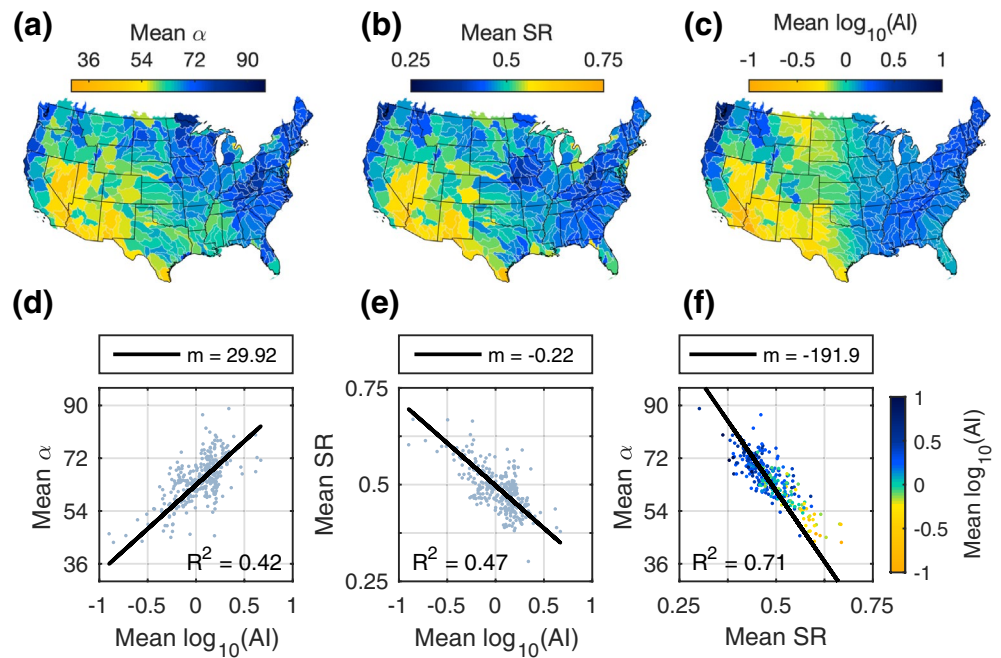 (a)
Mean α
36 54 72 90
(b)
Mean SR
0.25 0.5 0.75
(c)
Mean log10(AI)
-1 -0.5 0 0.5 1
(d)
m = 29.92
90
72
54
36
Mean α
R2 = 0.42
-1 -0.5 0 0.5 1
Mean log10(AI)
(e)
m = -0.22
0.75
0.5
0.25
Mean SR
R2 = 0.47
-1 -0.5 0 0.5 1
Mean log10(AI)
(f)
m = -191.9
90
72
54
36
Mean α
R2 = 0.71
0.25 0.5 0.75
Mean SR
1
0.5
0
-0.5
-1
Mean log10(AI)